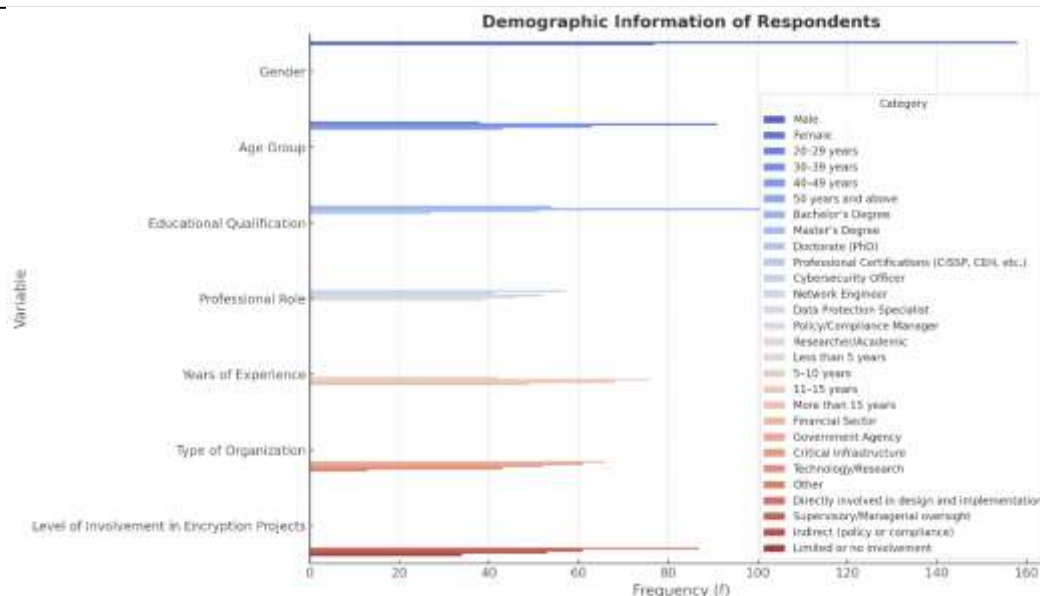 Demographic Information of Respondents
Gender
Age Group
Educational Qualification
Professional Role
Years of Experience
Type of Organization
Level of Involvement in Encryption Projects
Variable
0 20 40 60 80 100 120 140 160
Frequency (f)
Category
Male
Female
20–29 years
30–39 years
40–49 years
50 years and above
Bachelor's Degree
Master's Degree
Doctorate (PhD)
Professional Certifications (CISSP, CEH, etc.)
Cybersecurity Officer
Network Engineer
Data Protection Specialist
Policy/Compliance Manager
Researcher/Academic
Less than 5 years
5–10 years
11–15 years
More than 15 years
Financial Sector
Government Agency
Critical Infrastructure
Technology/Research
Other
Directly involved in design and implementation
Supervisory/Managerial oversight
Indirect (policy or compliance)
Limited or no involvement